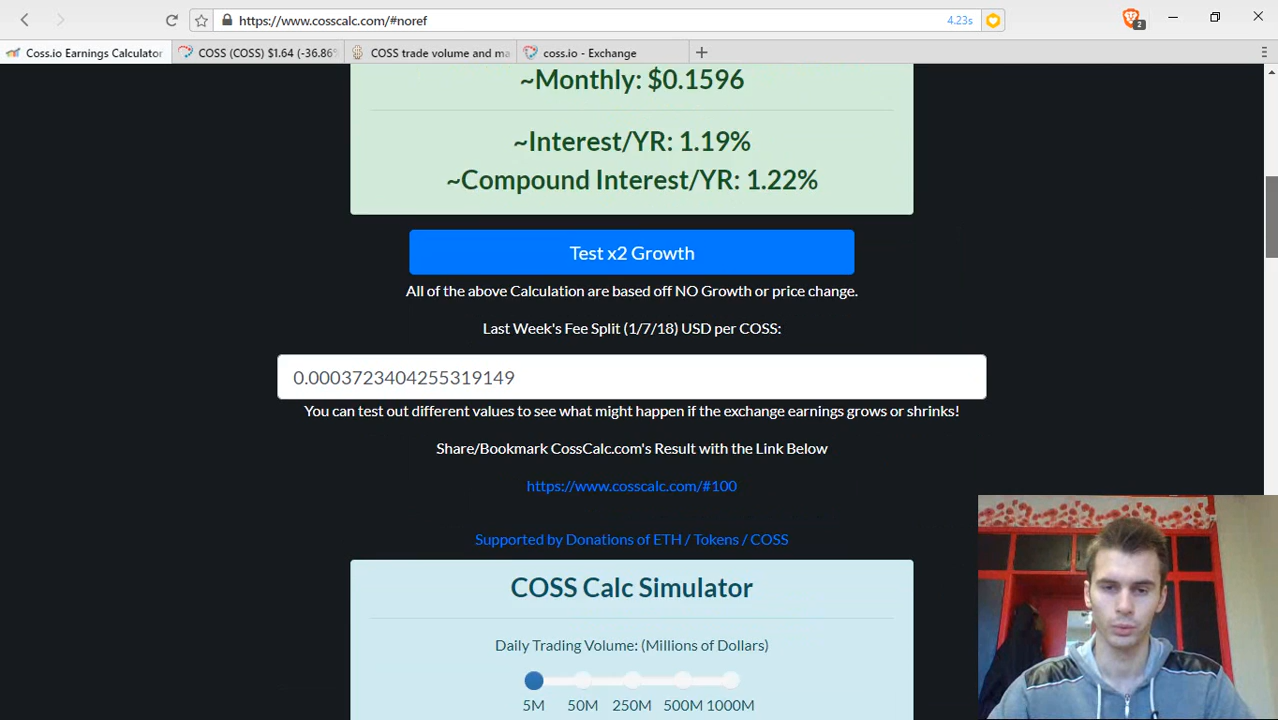 https://www.cosscalc.com/#noref
4.23s
2
Coss.io Earnings Calculator
COSS (COSS) $1.64 (-36.86%
COSS trade volume and ma
coss.io - Exchange
~Monthly: $0.1596
~Interest/YR: 1.19%
~Compound Interest/YR: 1.22%
Test x2 Growth
All of the above Calculation are based off NO Growth or price change.
Last Week's Fee Split (1/7/18) USD per COSS:
0.0003723404255319149
You can test out different values to see what might happen if the exchange earnings grows or shrinks!
Share/Bookmark CossCalc.com's Result with the Link Below
https://www.cosscalc.com/#100
Supported by Donations of ETH / Tokens / COSS
COSS Calc Simulator
Daily Trading Volume: (Millions of Dollars)
5M 50M 250M 500M 1000M